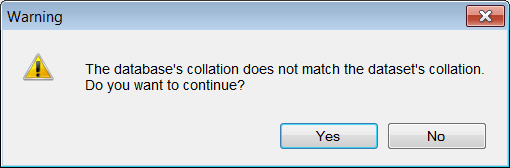 Warning
The database's collation does not match the dataset's collation.
Do you want to continue?
Yes
No